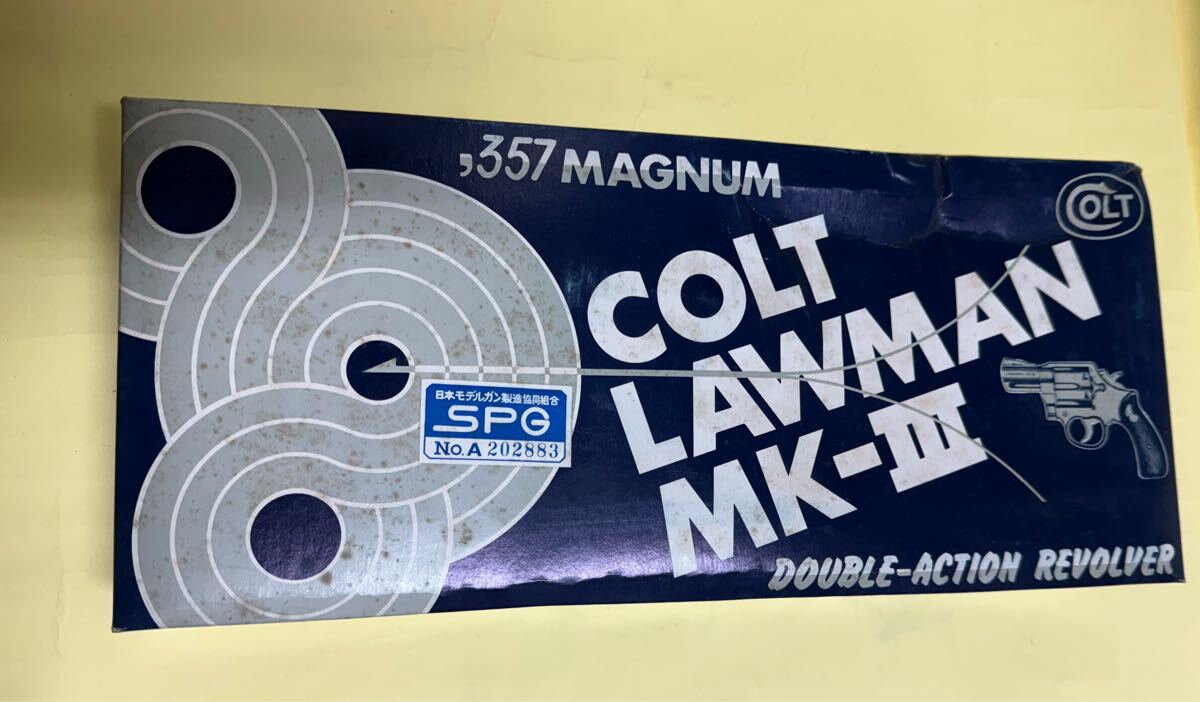 ,357 MAGNUM
COLT
COLT
LAWMAN
MK-III
日本モデルガン製造協同組合
SPG
No.A 202883
DOUBLE-ACTION REVOLVER